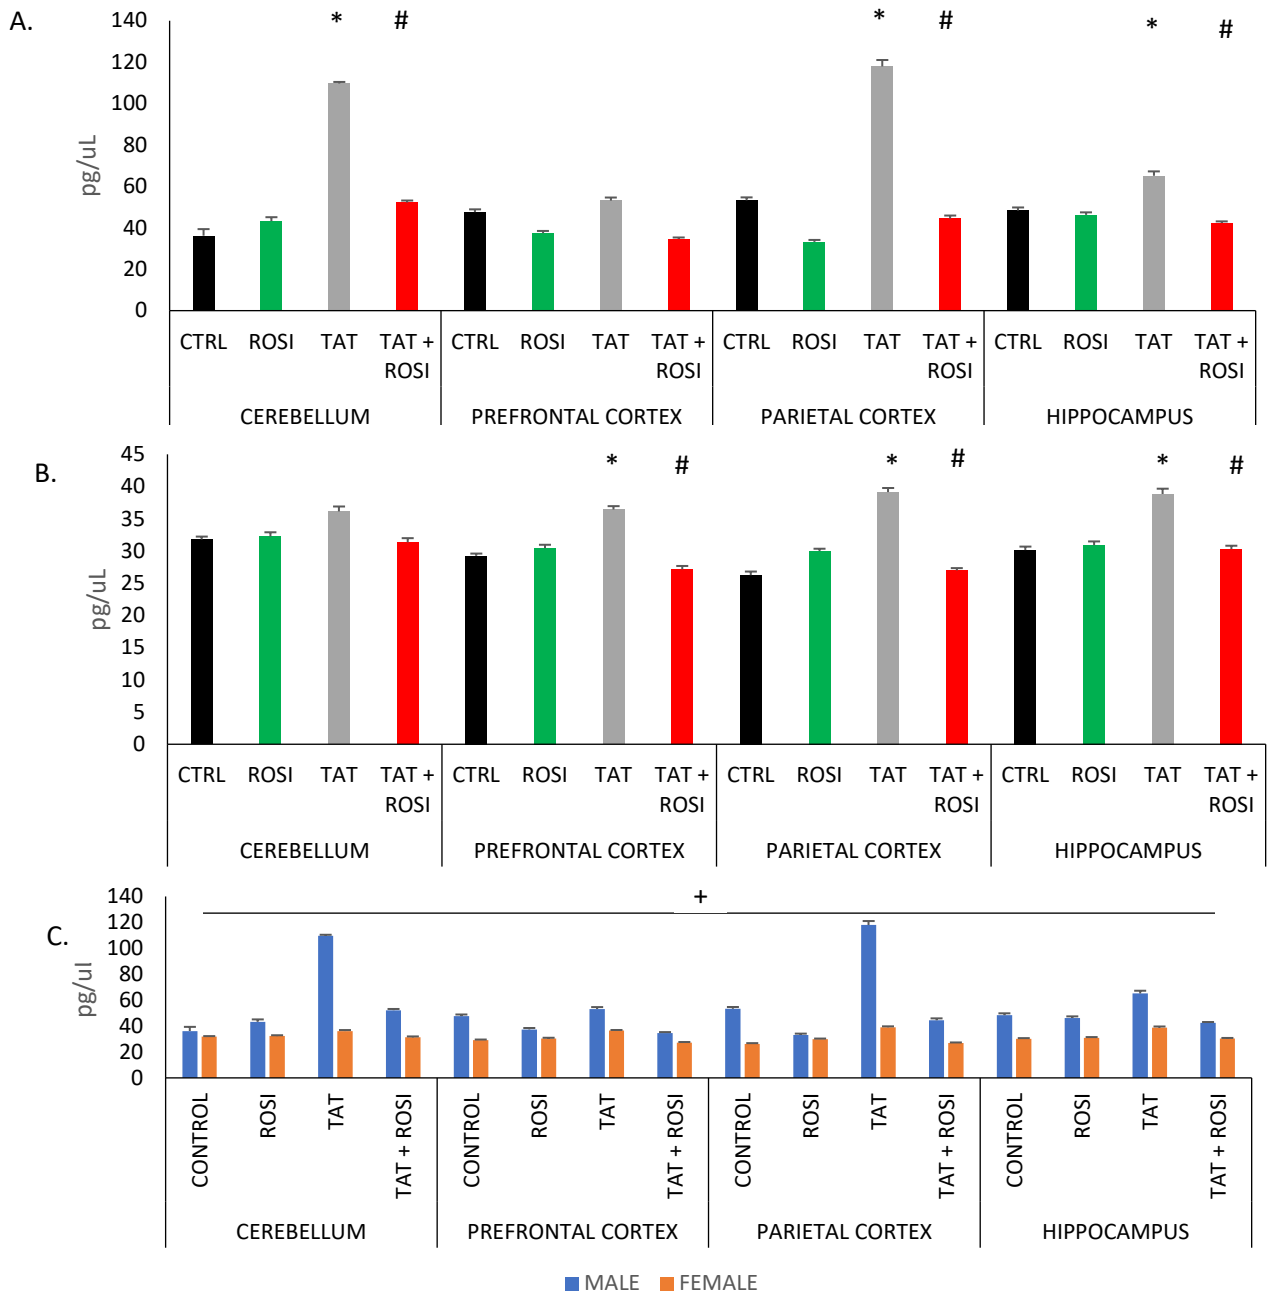 A.
140
120
100
80
60
40
20
0
pg/uL
* # * # * #
CTRL ROSI TAT TAT + ROSI CTRL ROSI TAT TAT + ROSI CTRL ROSI TAT TAT + ROSI CTRL ROSI TAT TAT + ROSI
CEREBELLUM PREFRONTAL CORTEX PARIETAL CORTEX HIPPOCAMPUS
B.
45
40
35
30
25
20
15
10
5
0
pg/uL
* # * # * #
CTRL ROSI TAT TAT + ROSI CTRL ROSI TAT TAT + ROSI CTRL ROSI TAT TAT + ROSI CTRL ROSI TAT TAT + ROSI
CEREBELLUM PREFRONTAL CORTEX PARIETAL CORTEX HIPPOCAMPUS
C.
140
120
100
80
60
40
20
0
pg/ul
+
CONTROL ROSI TAT TAT + ROSI CONTROL ROSI TAT TAT + ROSI CONTROL ROSI TAT TAT + ROSI CONTROL ROSI TAT TAT + ROSI
CEREBELLUM PREFRONTAL CORTEX PARIETAL CORTEX HIPPOCAMPUS
MALE FEMALE